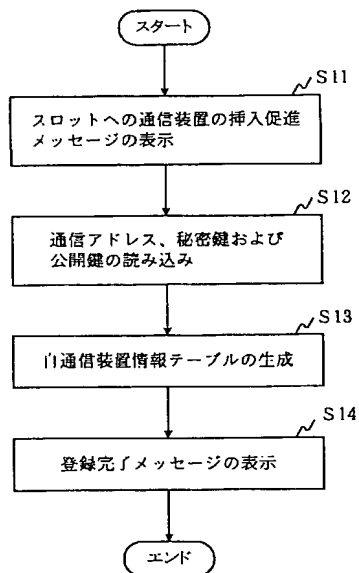 スタート
S11
スロットへの通信装置の挿入促進
メッセージの表示
S12
通信アドレス、秘密鍵および
公開鍵の読み込み
S13
自通信装置情報テーブルの生成
S14
登録完了メッセージの表示
エンド